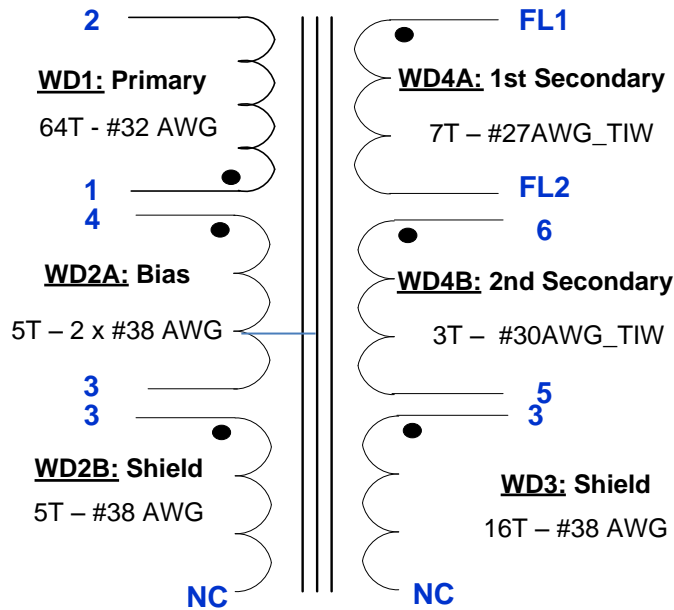 2
WD1: Primary
64T - #32 AWG
1
4
WD2A: Bias
5T – 2 x #38 AWG
3
3
WD2B: Shield
5T – #38 AWG
NC
FL1
WD4A: 1st Secondary
7T – #27AWG_TIW
FL2
6
WD4B: 2nd Secondary
3T – #30AWG_TIW
5
3
WD3: Shield
16T – #38 AWG
NC